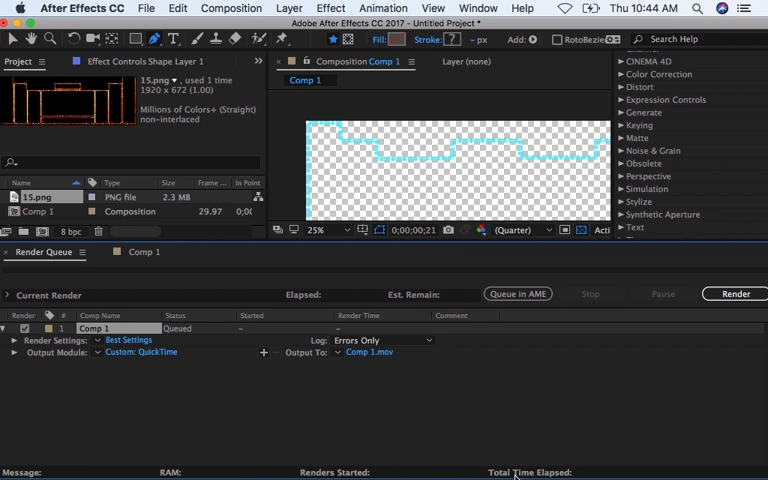 After Effects CC File Edit Composition Layer Effect Animation View Window Help Thu 10:44 AM
Adobe After Effects CC 2017 - Untitled Project *
T Fill: Stroke: ? - px Add: RotoBezier Search Help
Project Effect Controls Shape Layer 1 Composition Comp 1 Layer (none)
15.png, used 1 time
1920 x 672 (1.00)
Millions of Colors+ (Straight)
non-interlaced
Comp 1
CINEMA 4D
Color Correction
Distort
Expression Controls
Generate
Keying
Matte
Noise & Grain
Obsolete
Perspective
Simulation
Stylize
Synthetic Aperture
Text
Name Type Size Frame ... In Point
15.png PNG file 2.3 MB
Comp 1 Composition 29.97 0;00
8 bpc
25% 0;00;00;21 (Quarter) Acti
Render Queue Comp 1
Current Render Elapsed: Est. Remain: Queue in AME Stop Pause Render
Render # Comp Name Status Started Render Time Comment
1 Comp 1 Queued - -
Render Settings: Best Settings Log: Errors Only
Output Module: Custom: QuickTime + Output To: Comp 1.mov
Message: RAM: Renders Started: Total Time Elapsed: